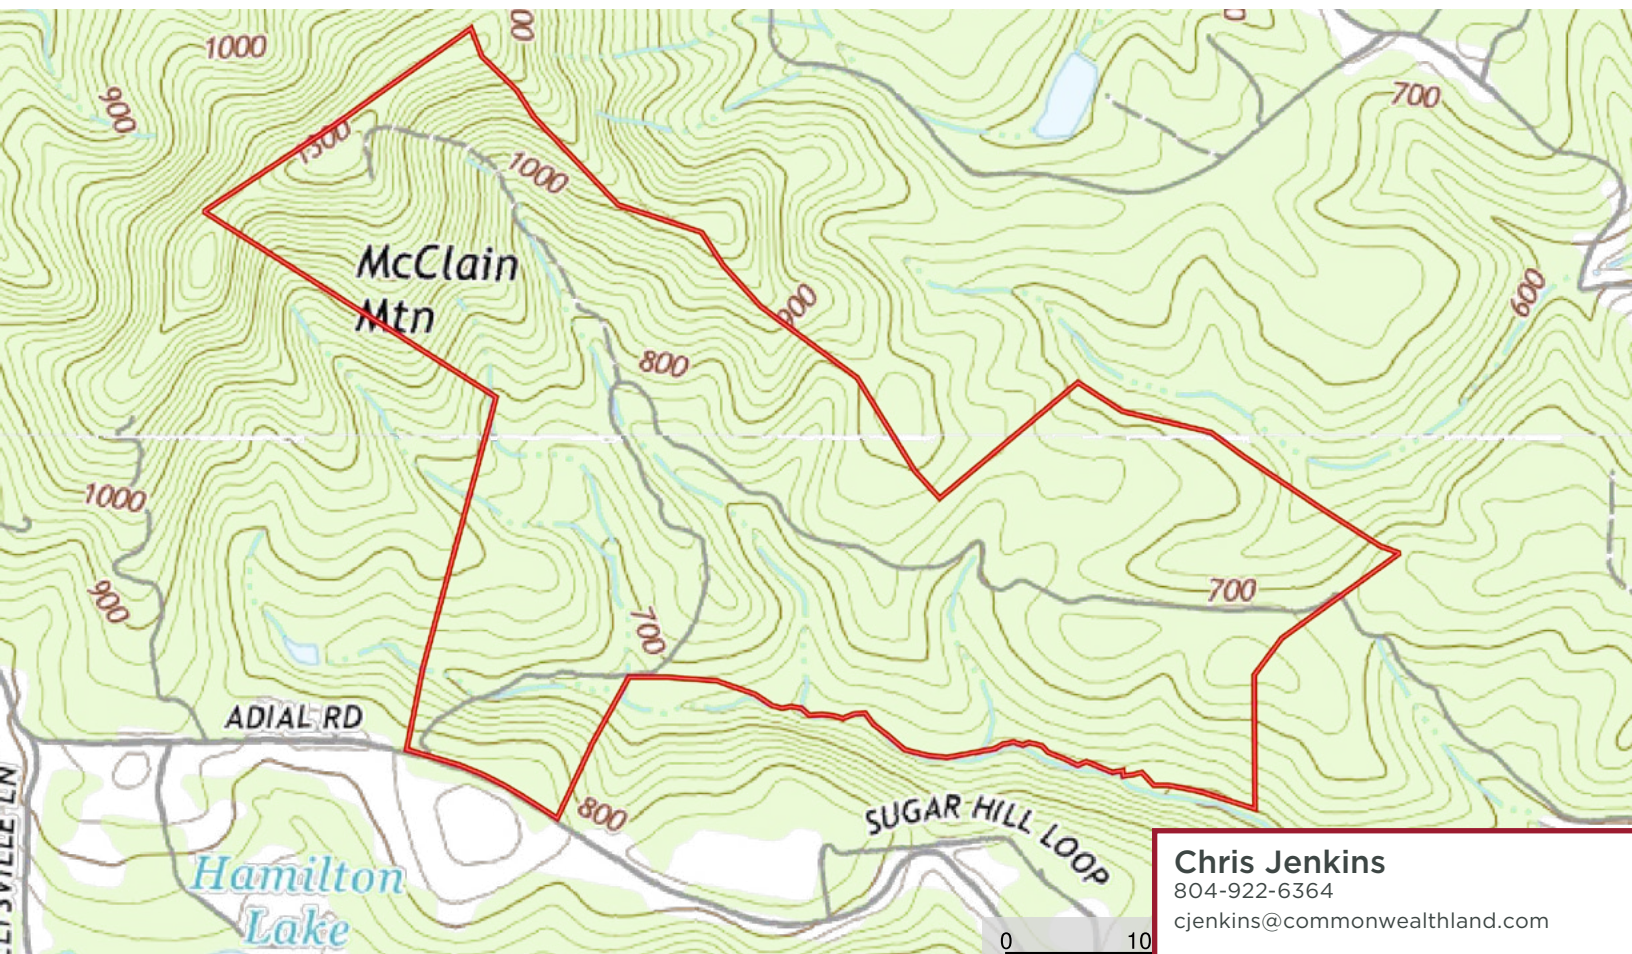 1000
900
1300
1000
700
McClain
Mtn
900
600
800
1000
900
700
700
ADIAL RD
800
SUGAR HILL LOOP
Hamilton
Lake
Chris Jenkins
804-922-6364
cjenkins@commonwealthland.com
0 10